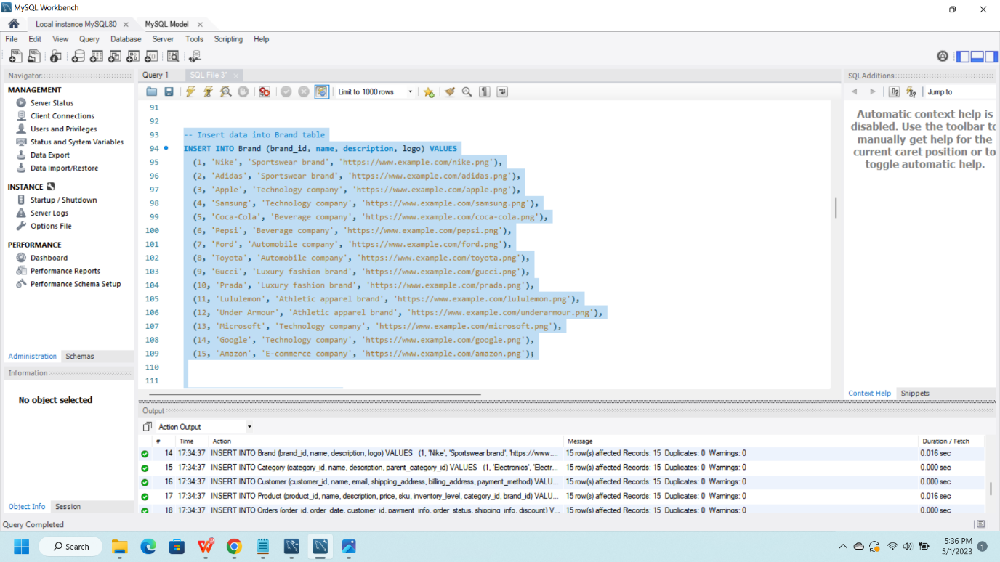 MySQL Workbench
Local instance MySQL80
MySQL Model
File Edit View Query Database Server Tools Scripting Help
Navigator
MANAGEMENT
Server Status
Client Connections
Users and Privileges
Status and System Variables
Data Export
Data Import/Restore
INSTANCE
Startup / Shutdown
Server Logs
Options File
PERFORMANCE
Dashboard
Performance Reports
Performance Schema Setup
Administration Schemas
Information
No object selected
Object Info Session
Query Completed
Query 1 SQL File 3*
Limit to 1000 rows
91
92
93 -- Insert data into Brand table
94 INSERT INTO Brand (brand_id, name, description, logo) VALUES
95 (1, 'Nike', 'Sportswear brand', 'https://www.example.com/nike.png'),
96 (2, 'Adidas', 'Sportswear brand', 'https://www.example.com/adidas.png'),
97 (3, 'Apple', 'Technology company', 'https://www.example.com/apple.png'),
98 (4, 'Samsung', 'Technology company', 'https://www.example.com/samsung.png'),
99 (5, 'Coca-Cola', 'Beverage company', 'https://www.example.com/coca-cola.png'),
100 (6, 'Pepsi', 'Beverage company', 'https://www.example.com/pepsi.png'),
101 (7, 'Ford', 'Automobile company', 'https://www.example.com/ford.png'),
102 (8, 'Toyota', 'Automobile company', 'https://www.example.com/toyota.png'),
103 (9, 'Gucci', 'Luxury fashion brand', 'https://www.example.com/gucci.png'),
104 (10, 'Prada', 'Luxury fashion brand', 'https://www.example.com/prada.png'),
105 (11, 'Lululemon', 'Athletic apparel brand', 'https://www.example.com/lululemon.png'),
106 (12, 'Under Armour', 'Athletic apparel brand', 'https://www.example.com/underarmour.png'),
107 (13, 'Microsoft', 'Technology company', 'https://www.example.com/microsoft.png'),
108 (14, 'Google', 'Technology company', 'https://www.example.com/google.png'),
109 (15, 'Amazon', 'E-commerce company', 'https://www.example.com/amazon.png');
110
111
SQLAdditions
Jump to
Automatic context help is
disabled. Use the toolbar to
manually get help for the
current caret position or to
toggle automatic help.
Context Help Snippets
Output
Action Output
# Time Action Message Duration / Fetch
14 17:34:37 INSERT INTO Brand (brand_id, name, description, logo) VALUES (1, 'Nike', 'Sportswear brand', 'https://www.... 15 row(s) affected Records: 15 Duplicates: 0 Warnings: 0 0.016 sec
15 17:34:37 INSERT INTO Category (category_id, name, description, parent_category_id) VALUES (1, 'Electronics', 'Electr... 15 row(s) affected Records: 15 Duplicates: 0 Warnings: 0 0.000 sec
16 17:34:37 INSERT INTO Customer (customer_id, name, email, shipping_address, billing_address, payment_method) VALU... 15 row(s) affected Records: 15 Duplicates: 0 Warnings: 0 0.000 sec
17 17:34:37 INSERT INTO Product (product_id, name, description, price, sku, inventory_level, category_id, brand_id) VALU... 15 row(s) affected Records: 15 Duplicates: 0 Warnings: 0 0.016 sec
18 17:34:37 INSERT INTO Orders (order_id, order_date, customer_id, payment_info, order_status, shipping_info, discount) V... 15 row(s) affected Records: 15 Duplicates: 0 Warnings: 0 0.000 sec
Search
5:36 PM
5/1/2023
1